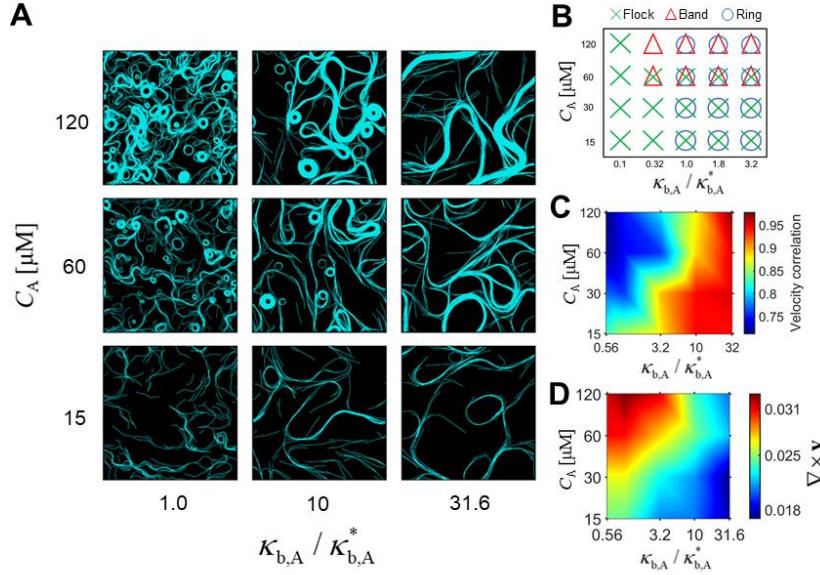 A
120
60
15
C_A [μM]
1.0
10
31.6
κ_b,A / κ*_b,A
B
Flock Band Ring
120
60
30
15
C_A [μM]
0.1 0.32 1.0 1.8 3.2
κ_b,A / κ*_b,A
C
120
60
30
15
C_A [μM]
0.56 3.2 10 32
κ_b,A / κ*_b,A
0.95
0.90
0.85
0.80
0.75
Velocity correlation
D
120
60
30
15
C_A [μM]
0.56 3.2 10 31.6
κ_b,A / κ*_b,A
0.031
0.024
0.018